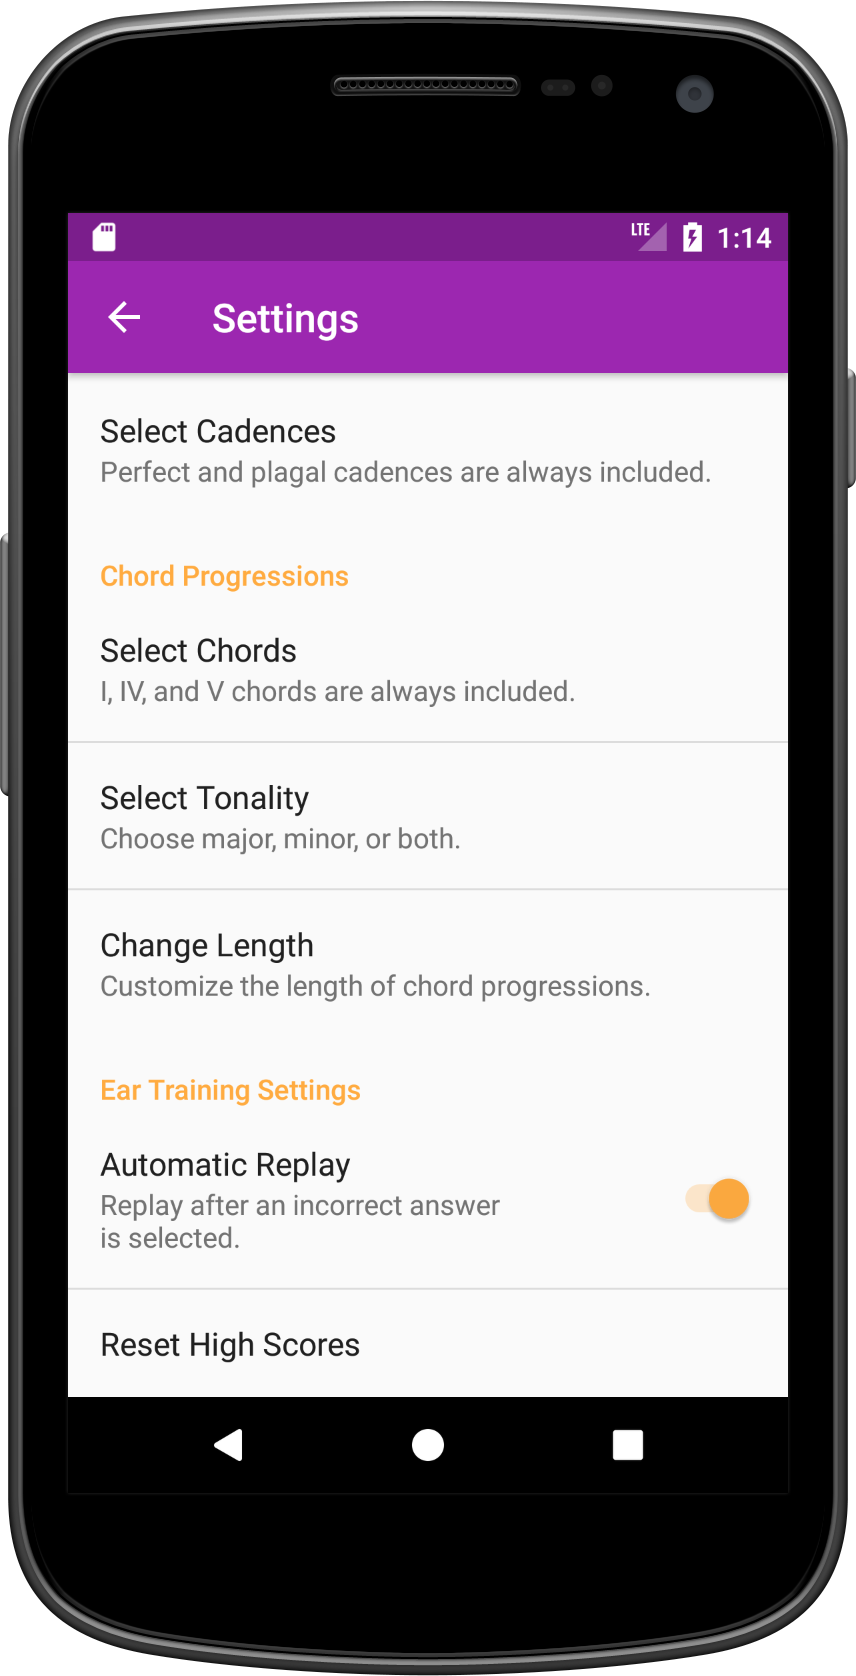 LTE 1:14
Settings
Select Cadences
Perfect and plagal cadences are always included.
Chord Progressions
Select Chords
I, IV, and V chords are always included.
Select Tonality
Choose major, minor, or both.
Change Length
Customize the length of chord progressions.
Ear Training Settings
Automatic Replay
Replay after an incorrect answer
is selected.
Reset High Scores